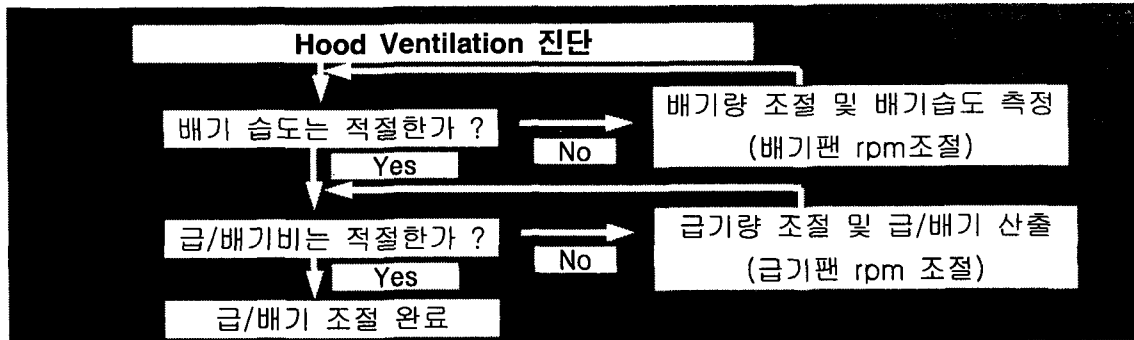 Hood Ventilation 진단
배기 습도는 적절한가 ?
No
배기량 조절 및 배기습도 측정
(배기팬 rpm조절)
Yes
급/배기비는 적절한가 ?
No
급기량 조절 및 급/배기 산출
(급기팬 rpm 조절)
Yes
급/배기 조절 완료